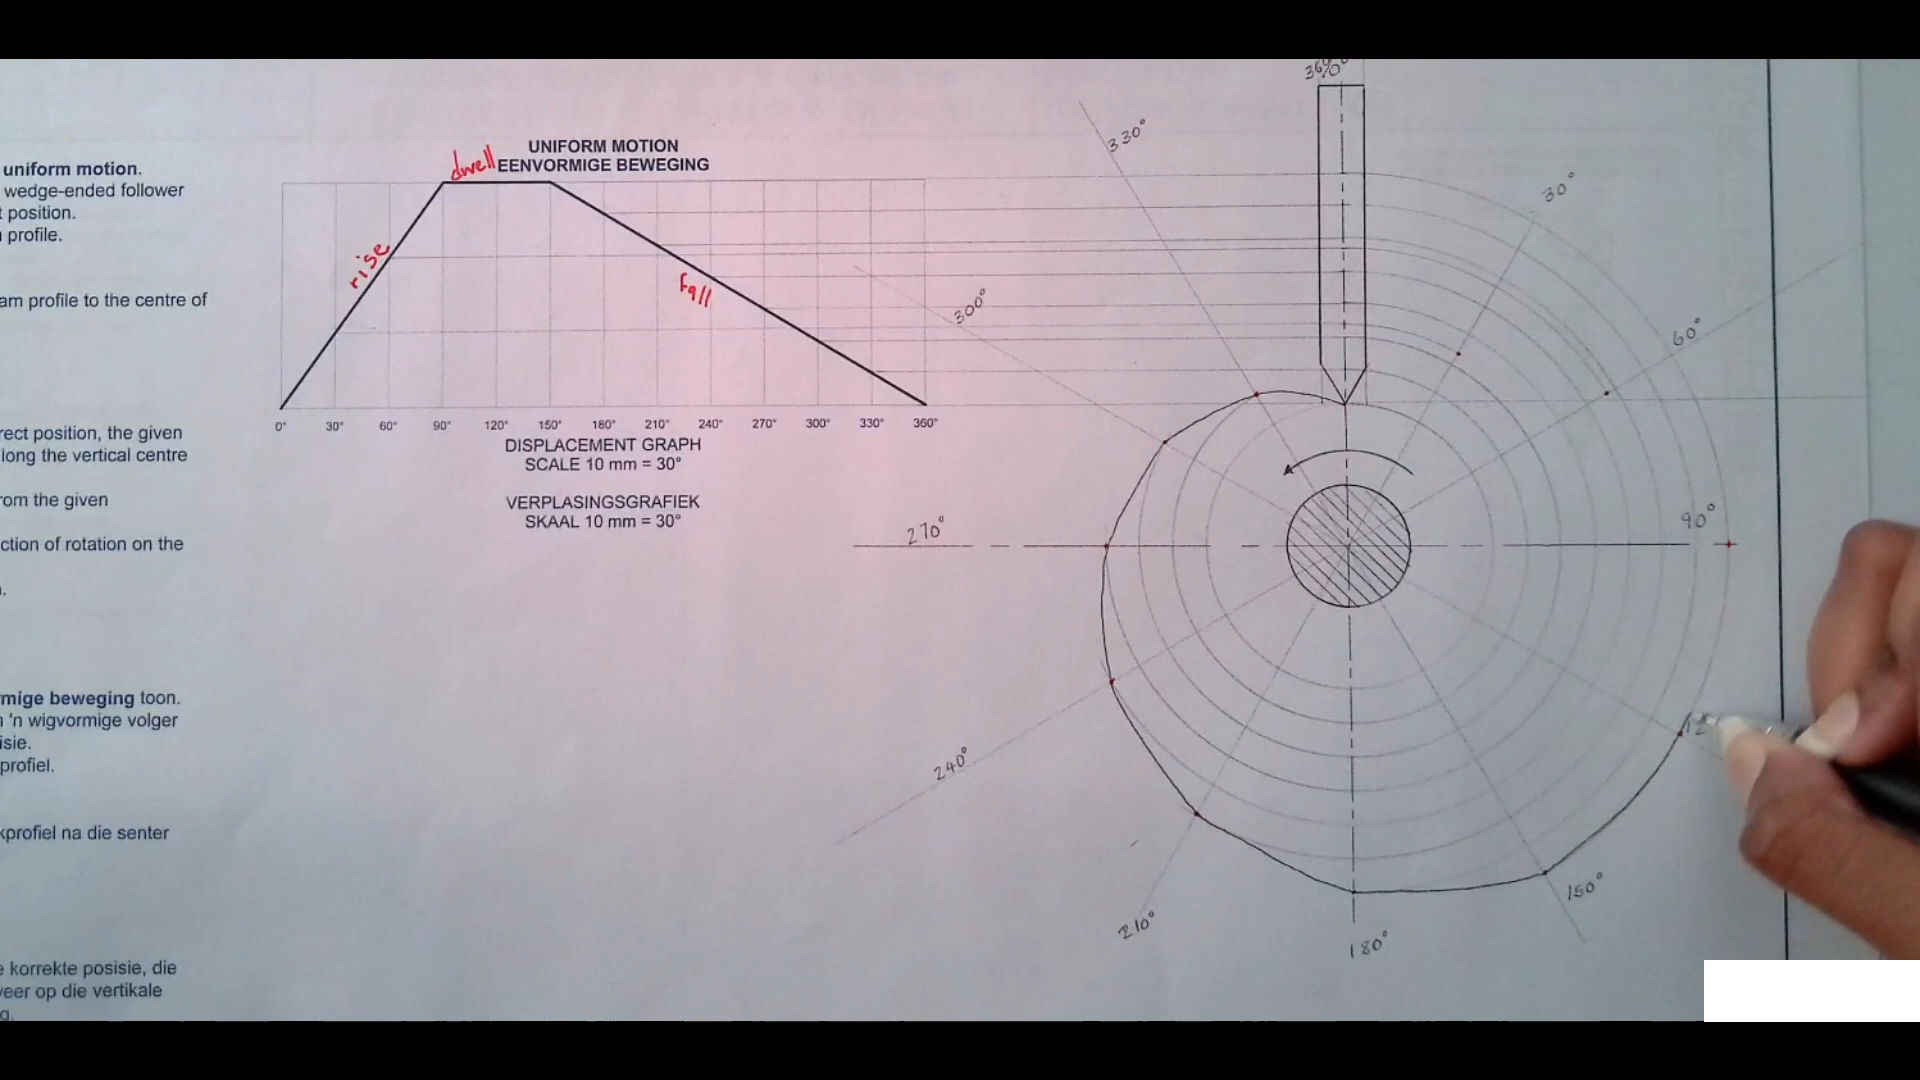 uniform motion.
wedge-ended follower
position.
profile.
am profile to the centre of
rrect position, the given
long the vertical centre
rom the given
ction of rotation on the
mige beweging toon.
'n wigvormige volger
isie.
profiel.
kprofiel na die senter
korrekte posisie, die
veer op die vertikale
g.
UNIFORM MOTION
EENVORMIGE BEWEGING
dwell
rise
fall
0° 30° 60° 90° 120° 150° 180° 210° 240° 270° 300° 330° 360°
DISPLACEMENT GRAPH
SCALE 10 mm = 30°
VERPLASINGSGRAFIEK
SKAAL 10 mm = 30°
330°
30°
300°
60°
270°
90°
12
240°
150°
210°
180°